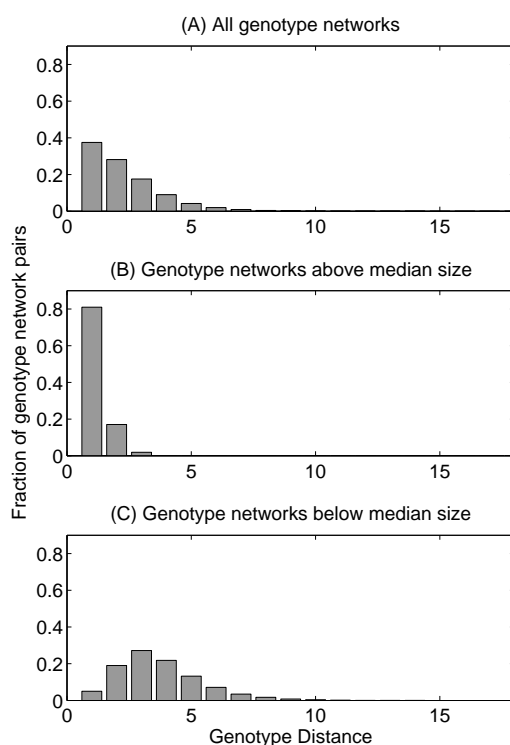 (A) All genotype networks
0.8
0.6
0.4
0.2
0
0 5 10 15
(B) Genotype networks above median size
0.8
0.6
0.4
0.2
0
0 5 10 15
Fraction of genotype network pairs
(C) Genotype networks below median size
0.8
0.6
0.4
0.2
0
0 5 10 15
Genotype Distance